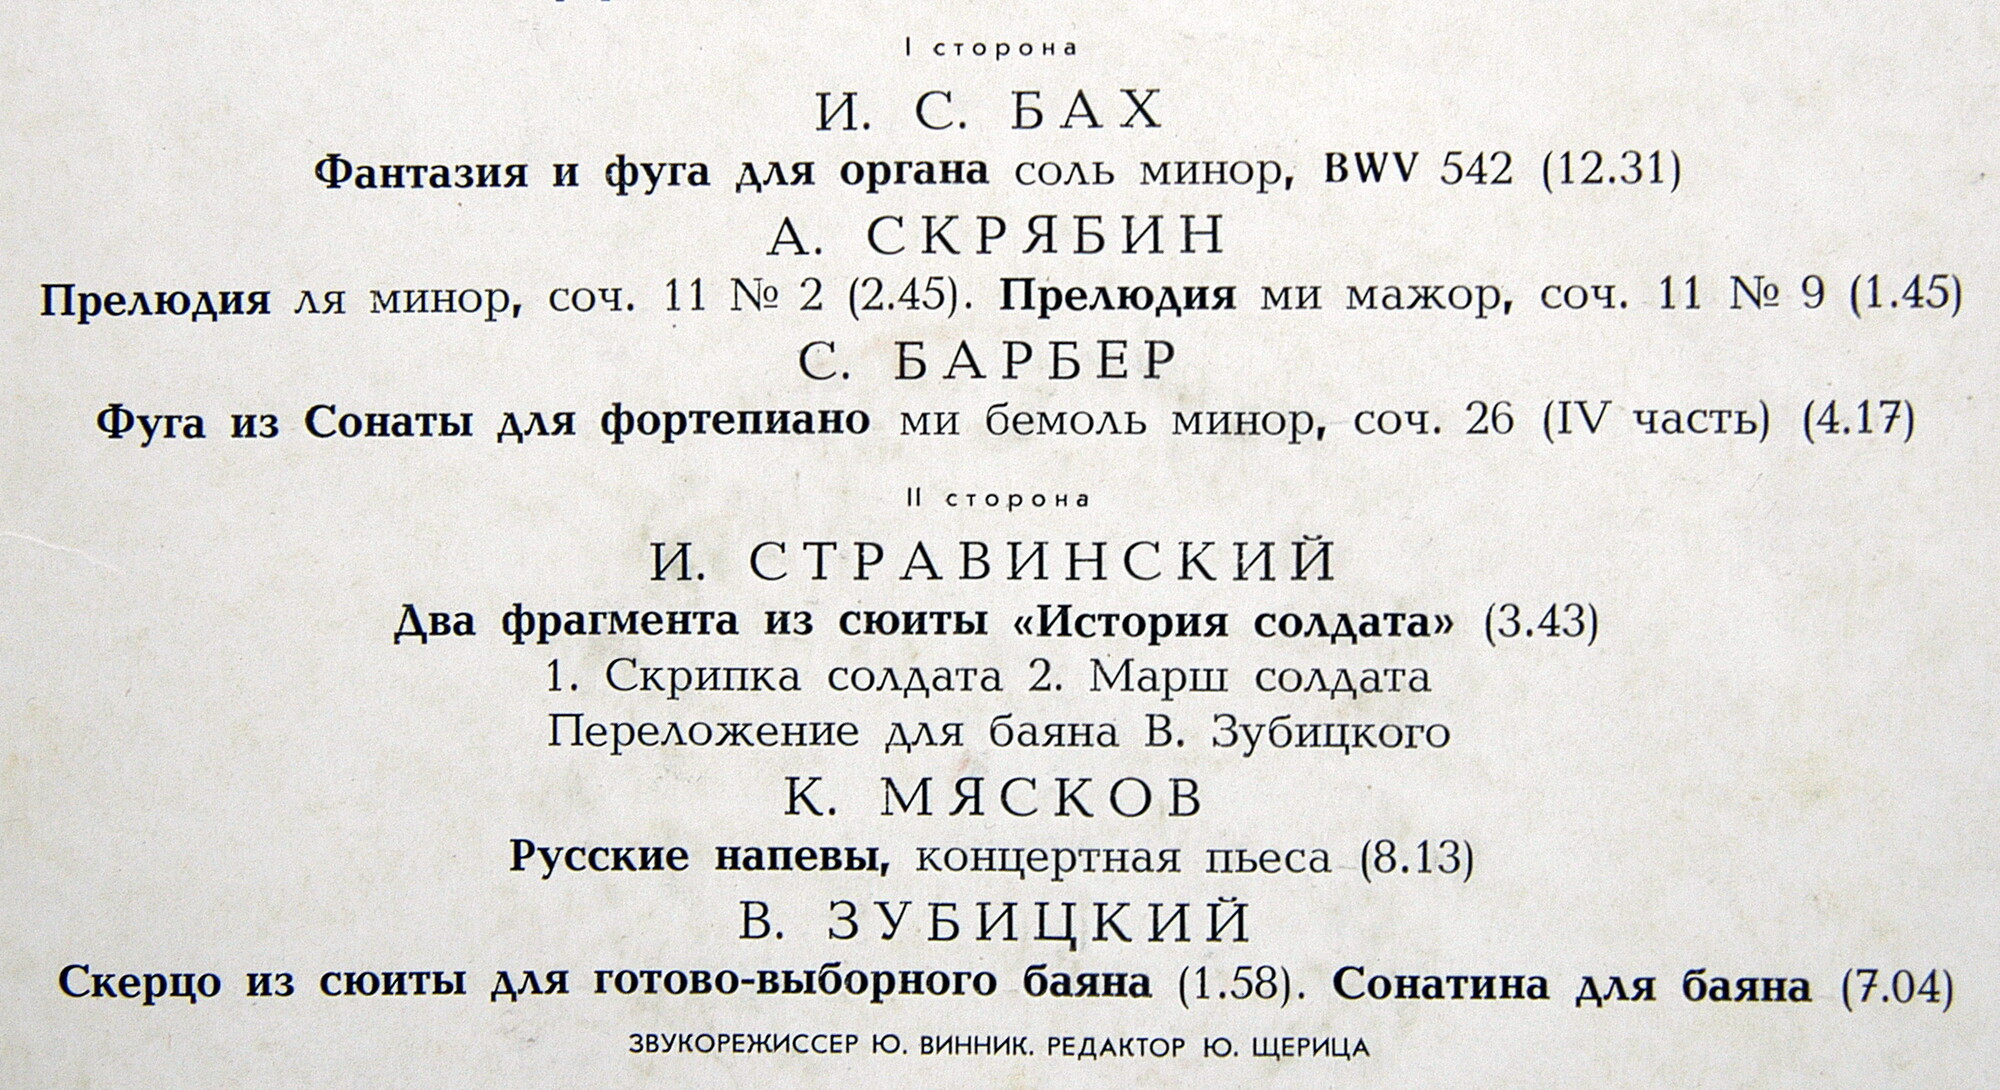 I сторона
И. С. БАХ
Фантазия и фуга для органа соль минор, BWV 542 (12.31)
А. СКРЯБИН
Прелюдия ля минор, соч. 11 № 2 (2.45). Прелюдия ми мажор, соч. 11 № 9 (1.45)
С. БАРБЕР
Фуга из Сонаты для фортепиано ми бемоль минор, соч. 26 (IV часть) (4.17)
II сторона
И. СТРАВИНСКИЙ
Два фрагмента из сюиты «История солдата» (3.43)
1. Скрипка солдата 2. Марш солдата
Переложение для баяна В. Зубицкого
К. МЯСКОВ
Русские напевы, концертная пьеса (8.13)
В. ЗУБИЦКИЙ
Скерцо из сюиты для готово-выборного баяна (1.58). Сонатина для баяна (7.04)
ЗВУКОРЕЖИССЕР Ю. ВИННИК. РЕДАКТОР Ю. ЩЕРИЦА